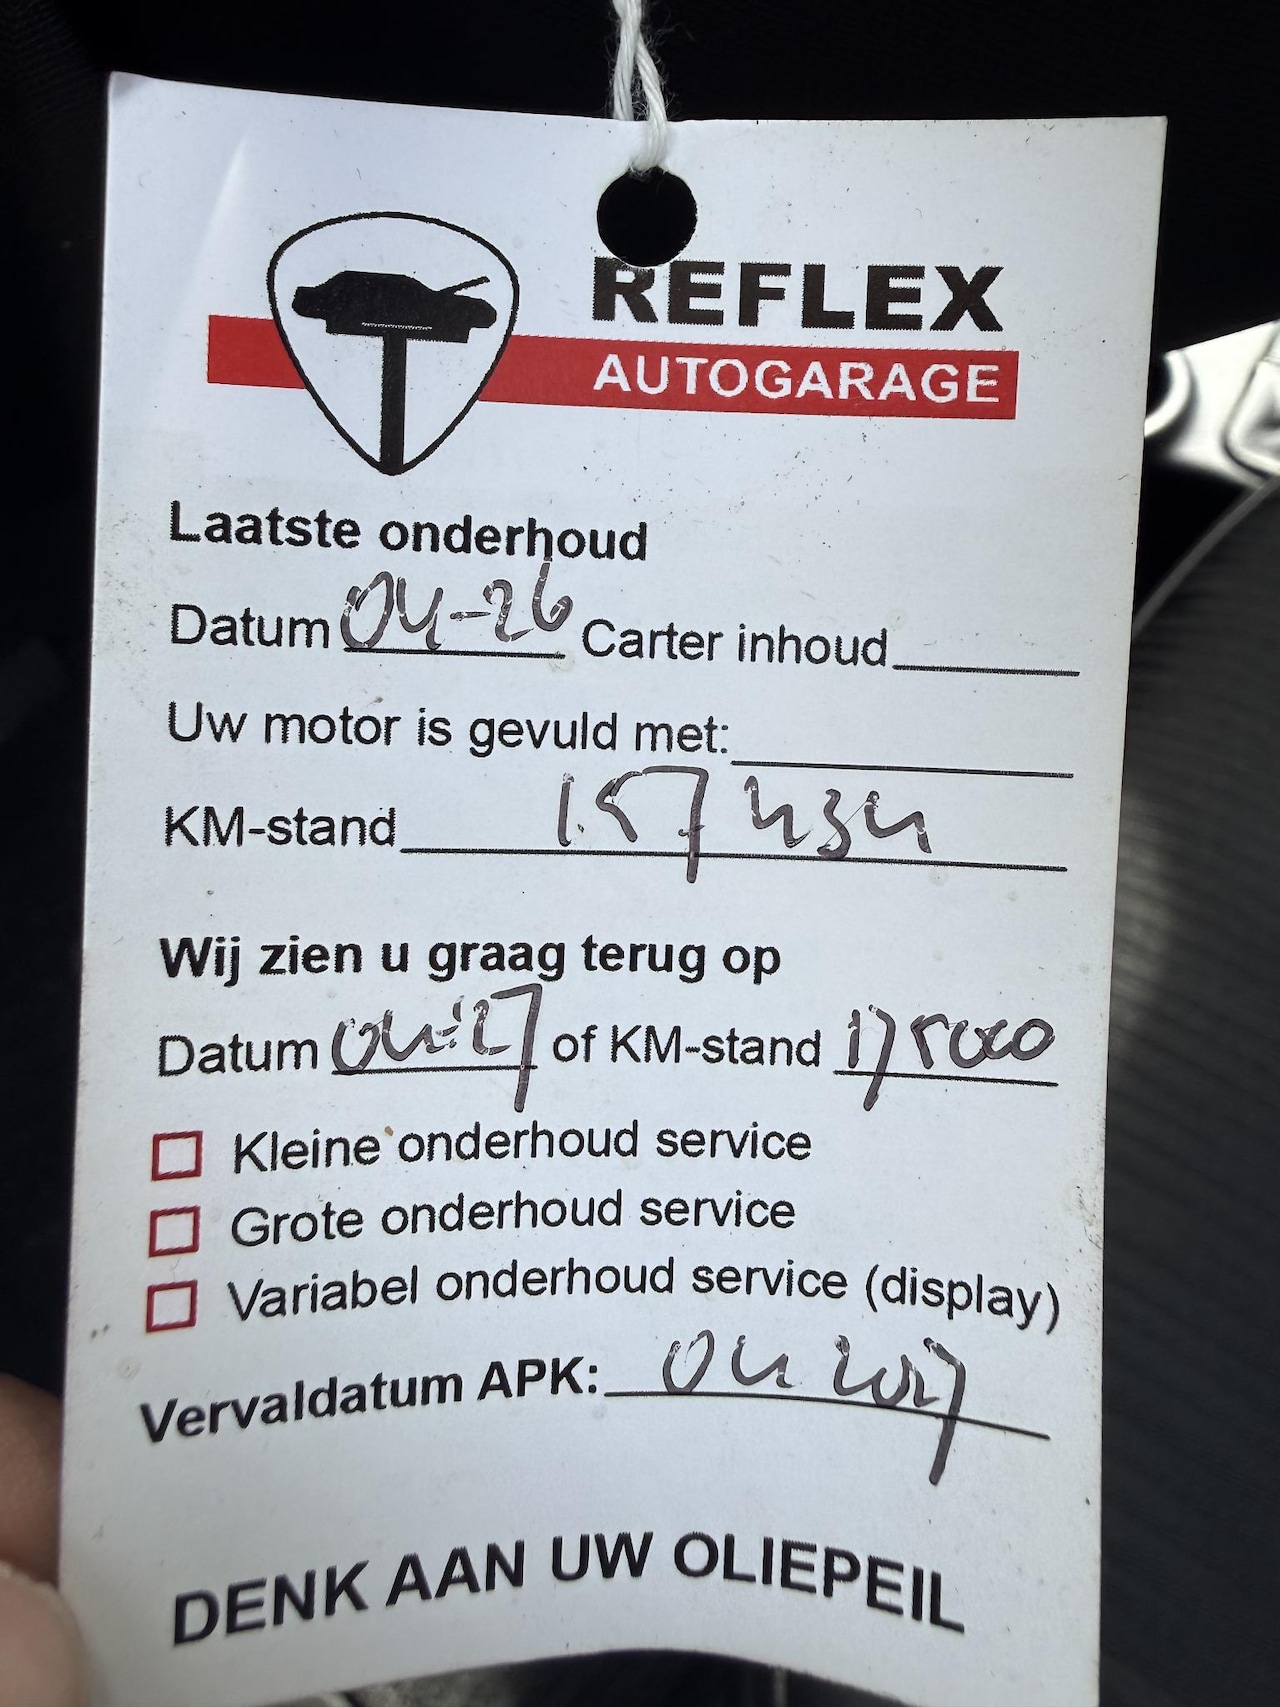 REFLEX
AUTOGARAGE
Laatste onderhoud
Datum 04-26 Carter inhoud
Uw motor is gevuld met:
KM-stand 157 434
Wij zien u graag terug op
Datum 04-27 of KM-stand 175000
Kleine onderhoud service
Grote onderhoud service
Variabel onderhoud service (display)
Vervaldatum APK: 04 2027
DENK AAN UW OLIEPEIL